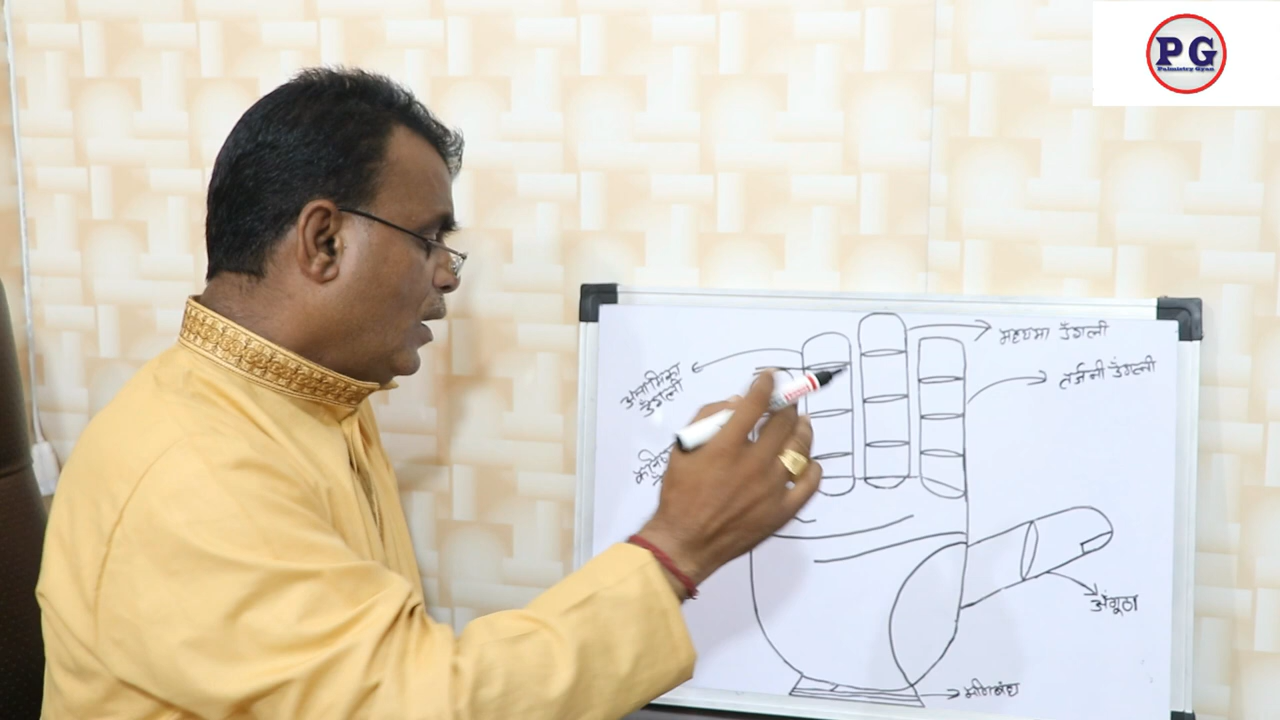 PG
Palmistry Gyan
मध्यमा उँगली
तर्जनी उँगली
अनामिका
उँगली
अँगूठा
मणिबंध